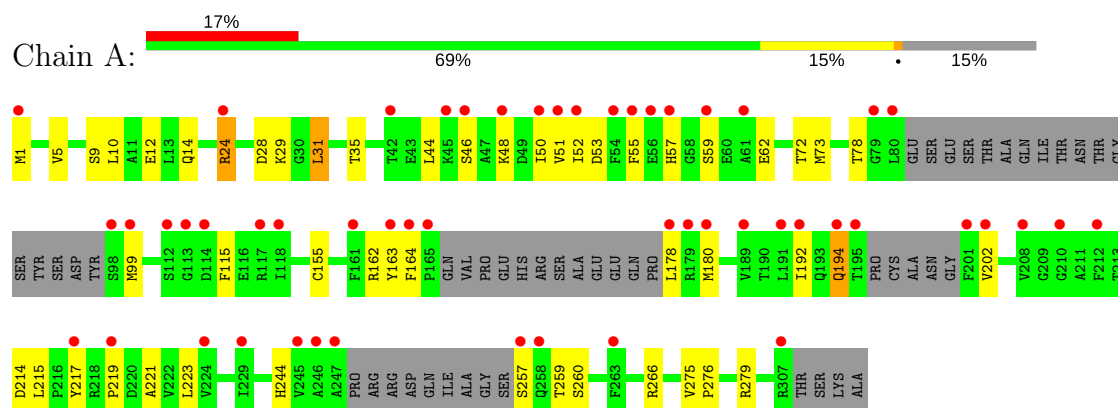 17%
Chain A:
69% 15% • 15%
M1 V5 S9 L10 A11 E12 L13 Q14 R24 D28 K29 G30 L31 T35 T42 E43 L44 K45 S46 A47 K48 D49 I50 V51 I52 D53 F54 F55 E56 H57 G58 S59 E60 A61 E62 T72 M73 T78 G79 L80 GLU SER GLU SER THR ALA GLN ILE THR ASN THR GLY
SER TYR SER ASP TYR S98 M99 S112 G113 D114 F115 E116 R117 I118 C155 F161 R162 Y163 F164 P165 GLN VAL PRO GLU HIS ARG SER ALA GLU GLU GLN PRO L178 R179 M180 V189 T190 L191 I192 Q193 Q194 T195 PRO CYS ALA ASN GLY F201 V202 V208 G209 G210 A211 F212 T213
D214 L215 P216 Y217 R218 P219 D220 A221 V222 L223 V224 I229 H244 V245 A246 A247 PRO ARG ARG ASP GLN ILE ALA GLY SER S257 Q258 T259 S260 F263 R266 V275 P276 R279 R307 THR SER LYS ALA